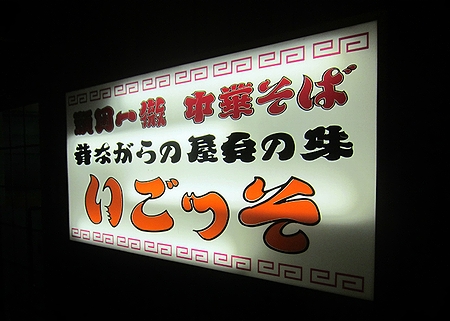 頑固一徹 中華そば
昔ながらの屋台の味
いごっそ